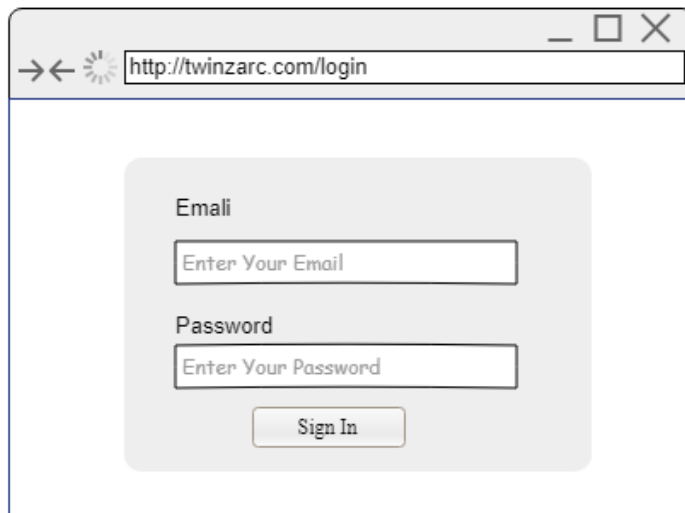 http://twinzarc.com/login
Emali
Enter Your Email
Password
Enter Your Password
Sign In